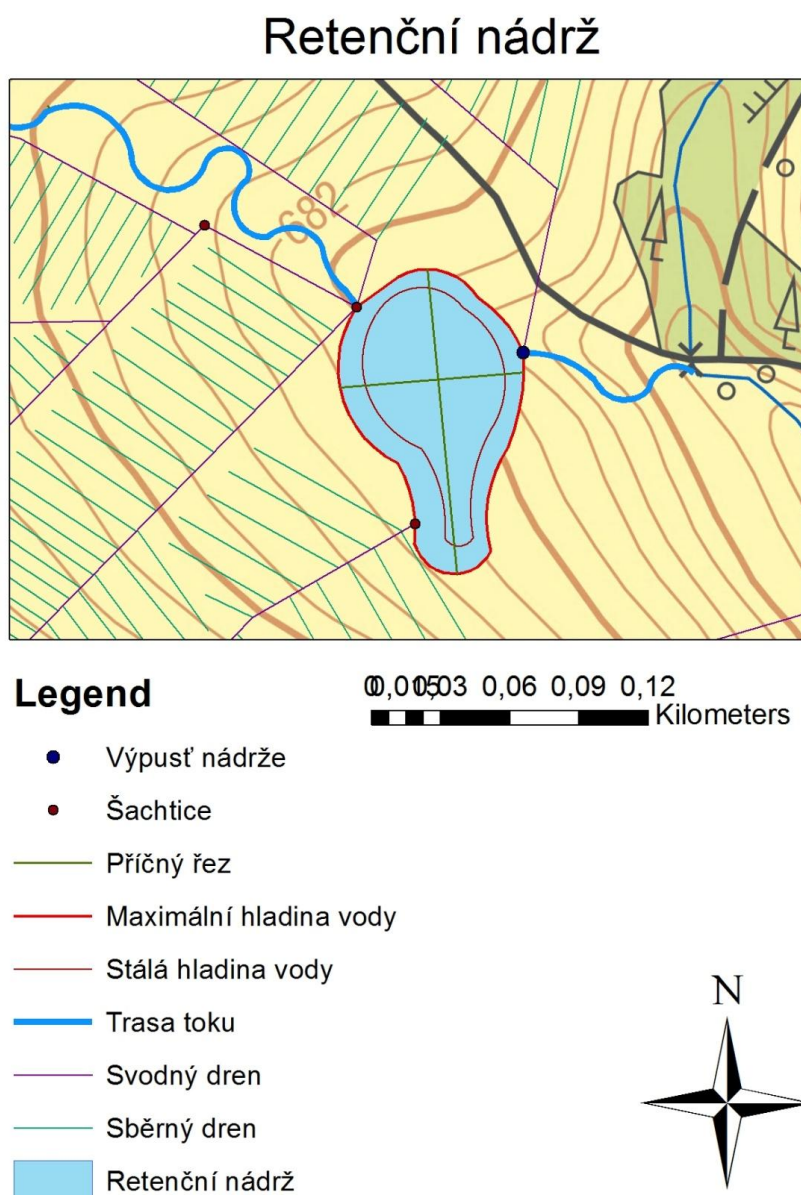 Retenční nádrž
682
Legend
0 0,015 0,03 0,06 0,09 0,12
Kilometers
Výpusť nádrže
Šachtice
Příčný řez
Maximální hladina vody
Stálá hladina vody
Trasa toku
Svodný dren
Sběrný dren
Retenční nádrž
N